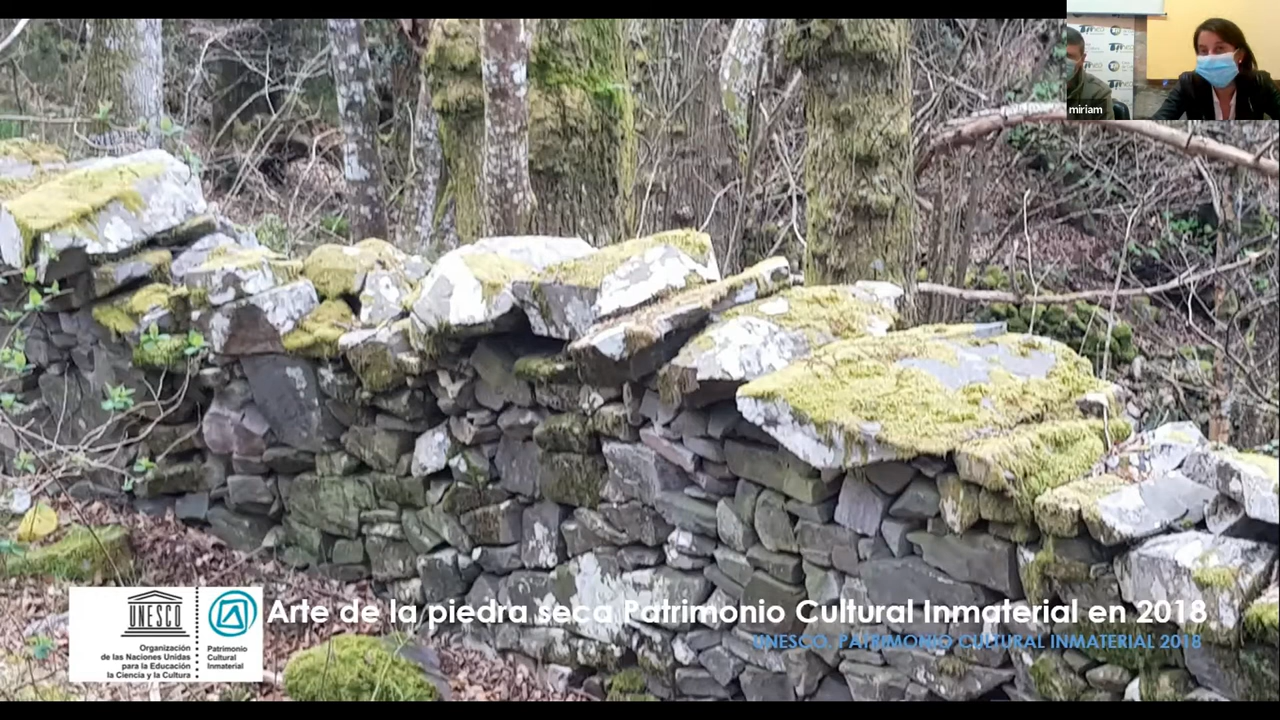 miriam
Arte de la piedra seca Patrimonio Cultural Inmaterial en 2018
UNESCO. PATRIMONIO CULTURAL INMATERIAL 2018
UNESCO
Organización
de las Naciones Unidas
para la Educación
la Ciencia y la Cultura
Patrimonio
Cultural
Inmaterial